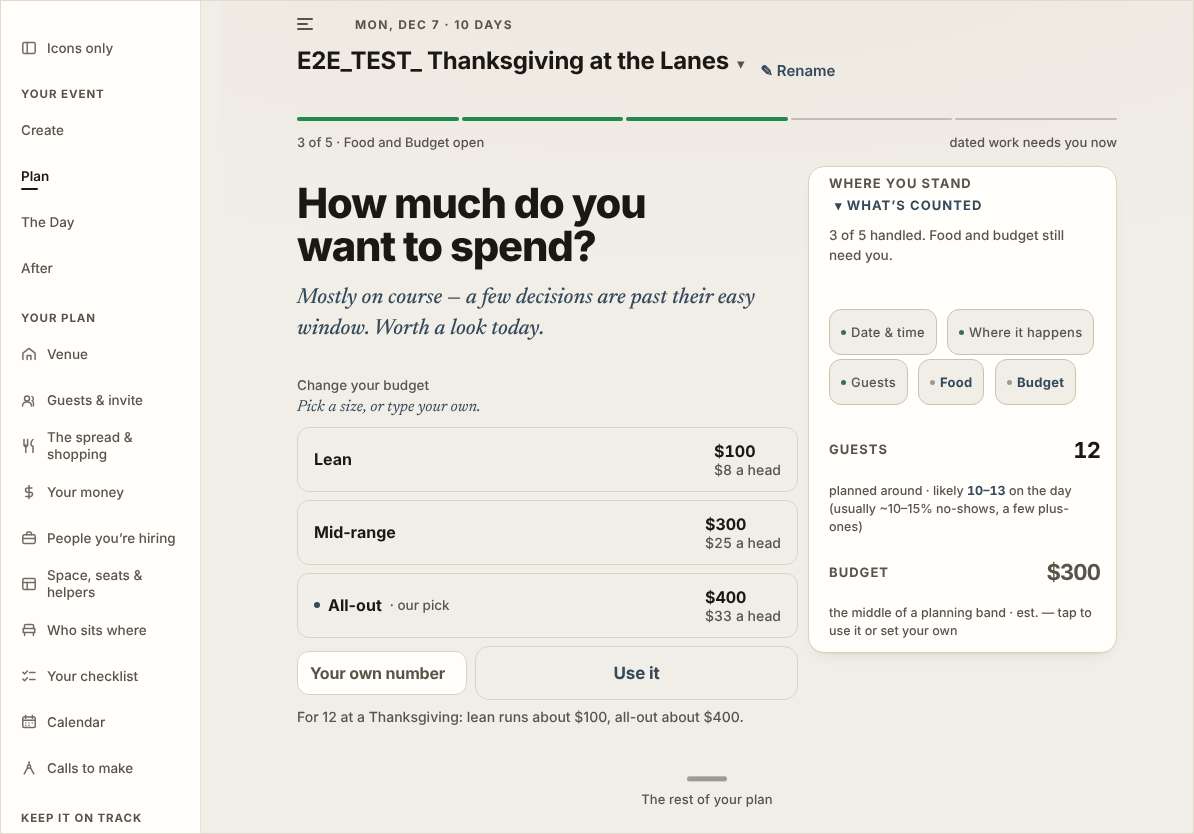 Icons only
YOUR EVENT
Create
Plan
The Day
After
YOUR PLAN
Venue
Guests & invite
The spread &
shopping
Your money
People you’re hiring
Space, seats &
helpers
Who sits where
Your checklist
Calendar
Calls to make
KEEP IT ON TRACK
MON, DEC 7 · 10 DAYS
E2E_TEST_ Thanksgiving at the Lanes ▾
✎ Rename
3 of 5 · Food and Budget open
dated work needs you now
How much do you
want to spend?
Mostly on course — a few decisions are past their easy
window. Worth a look today.
Change your budget
Pick a size, or type your own.
Lean
$100
$8 a head
Mid-range
$300
$25 a head
All-out · our pick
$400
$33 a head
Your own number
Use it
For 12 at a Thanksgiving: lean runs about $100, all-out about $400.
WHERE YOU STAND
▾ WHAT’S COUNTED
3 of 5 handled. Food and budget still
need you.
Date & time
Where it happens
Guests
Food
Budget
GUESTS
12
planned around · likely 10–13 on the day
(usually ~10–15% no-shows, a few plus-
ones)
BUDGET
$300
the middle of a planning band · est. — tap to
use it or set your own
The rest of your plan